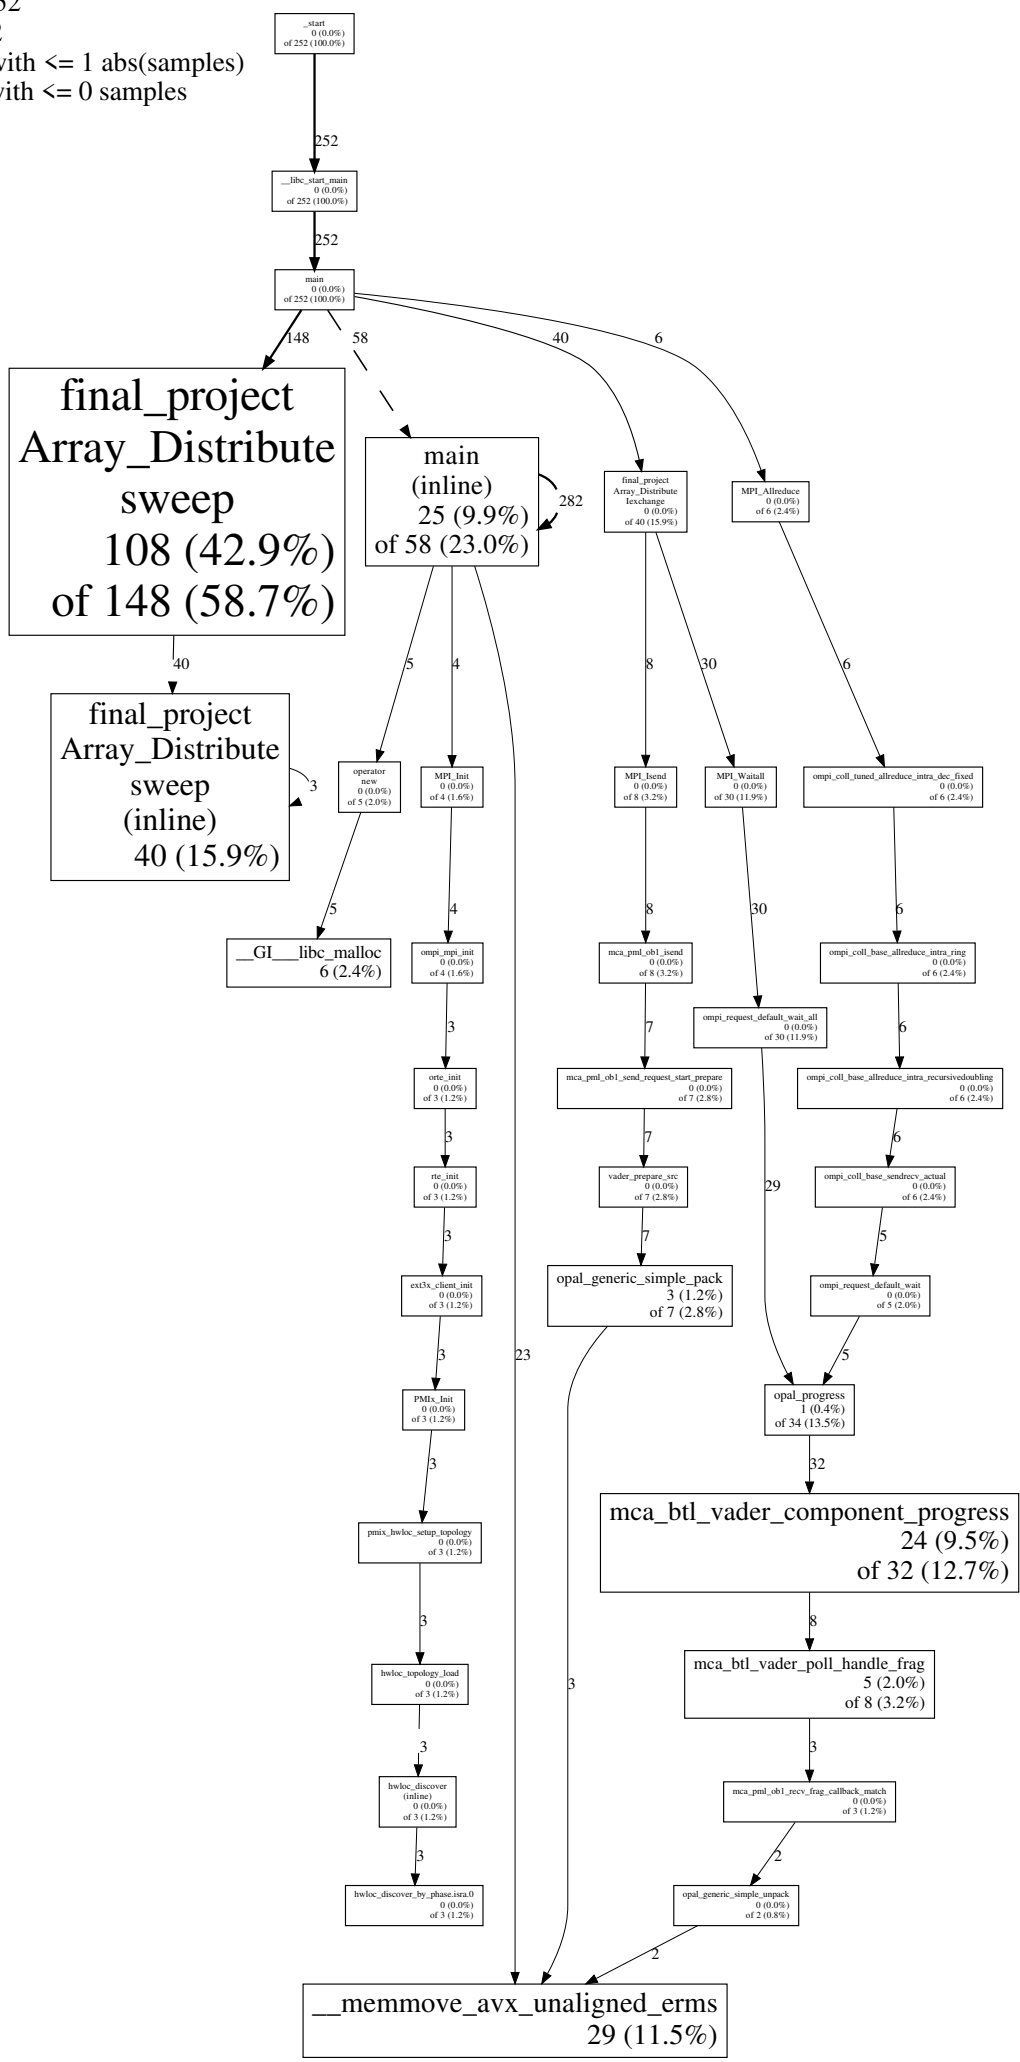 52
2
with <= 1 abs(samples)
with <= 0 samples
_start
0 (0.0%)
of 252 (100.0%)
252
__libc_start_main
0 (0.0%)
of 252 (100.0%)
252
main
0 (0.0%)
of 252 (100.0%)
148
58
40
6
final_project
Array_Distribute
sweep
108 (42.9%)
of 148 (58.7%)
main
(inline)
25 (9.9%)
of 58 (23.0%)
282
final_project
Array_Distribute
Iexchange
0 (0.0%)
of 40 (15.9%)
MPI_Allreduce
0 (0.0%)
of 6 (2.4%)
40
5
4
8
30
6
final_project
Array_Distribute
sweep
(inline)
40 (15.9%)
3
operator
new
0 (0.0%)
of 5 (2.0%)
MPI_Init
0 (0.0%)
of 4 (1.6%)
MPI_Isend
0 (0.0%)
of 8 (3.2%)
MPI_Waitall
0 (0.0%)
of 30 (11.9%)
ompi_coll_tuned_allreduce_intra_dec_fixed
0 (0.0%)
of 6 (2.4%)
5
4
8
30
6
__GI___libc_malloc
6 (2.4%)
ompi_mpi_init
0 (0.0%)
of 4 (1.6%)
mca_pml_ob1_isend
0 (0.0%)
of 8 (3.2%)
ompi_coll_base_allreduce_intra_ring
0 (0.0%)
of 6 (2.4%)
ompi_request_default_wait_all
0 (0.0%)
of 30 (11.9%)
3
7
6
orte_init
0 (0.0%)
of 3 (1.2%)
mca_pml_ob1_send_request_start_prepare
0 (0.0%)
of 7 (2.8%)
ompi_coll_base_allreduce_intra_recursivedoubling
0 (0.0%)
of 6 (2.4%)
3
7
6
rte_init
0 (0.0%)
of 3 (1.2%)
vader_prepare_src
0 (0.0%)
of 7 (2.8%)
29
ompi_coll_base_sendrecv_actual
0 (0.0%)
of 6 (2.4%)
3
7
5
ext3x_client_init
0 (0.0%)
of 3 (1.2%)
opal_generic_simple_pack
3 (1.2%)
of 7 (2.8%)
ompi_request_default_wait
0 (0.0%)
of 5 (2.0%)
3
23
5
PMIx_Init
0 (0.0%)
of 3 (1.2%)
opal_progress
1 (0.4%)
of 34 (13.5%)
3
32
pmix_hwloc_setup_topology
0 (0.0%)
of 3 (1.2%)
mca_btl_vader_component_progress
24 (9.5%)
of 32 (12.7%)
3
8
hwloc_topology_load
0 (0.0%)
of 3 (1.2%)
3
mca_btl_vader_poll_handle_frag
5 (2.0%)
of 8 (3.2%)
3
3
hwloc_discover
(inline)
0 (0.0%)
of 3 (1.2%)
mca_pml_ob1_recv_frag_callback_match
0 (0.0%)
of 3 (1.2%)
3
2
hwloc_discover_by_phase.isra.0
0 (0.0%)
of 3 (1.2%)
opal_generic_simple_unpack
0 (0.0%)
of 2 (0.8%)
2
__memmove_avx_unaligned_erms
29 (11.5%)